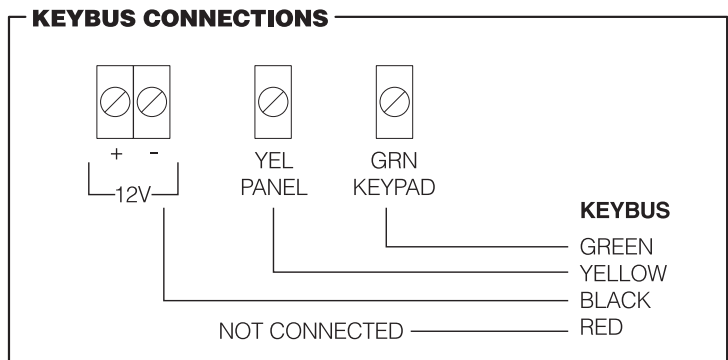 KEYBUS CONNECTIONS
+ -
12V
YEL
PANEL
GRN
KEYPAD
KEYBUS
GREEN
YELLOW
BLACK
NOT CONNECTED RED